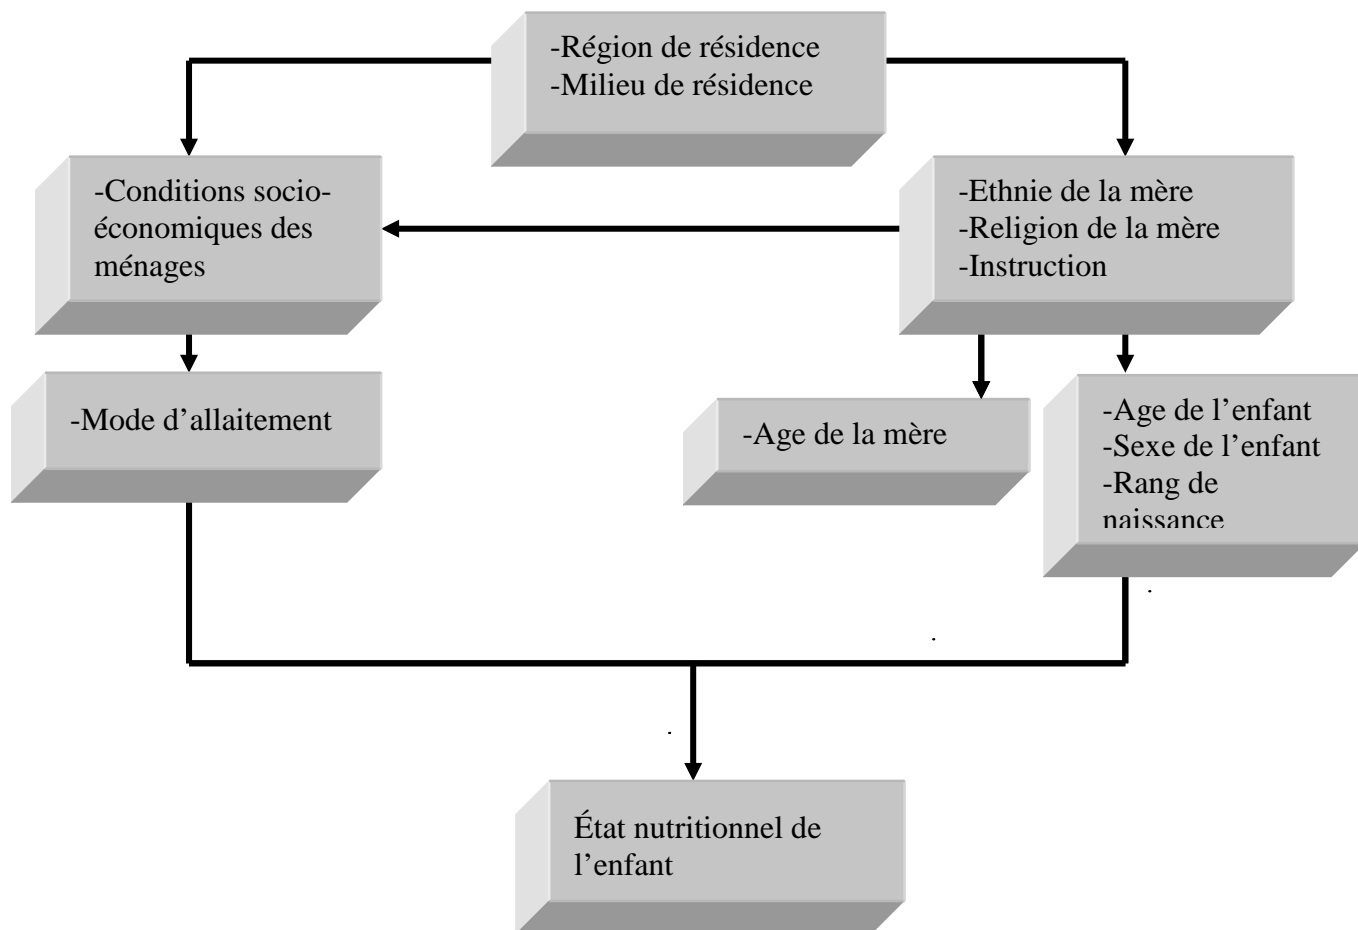 -Région de résidence
-Milieu de résidence
-Conditions socio-
économiques des
ménages
-Ethnie de la mère
-Religion de la mère
-Instruction
-Mode d’allaitement
-Age de la mère
-Age de l’enfant
-Sexe de l’enfant
-Rang de
naissance
État nutritionnel de
l’enfant